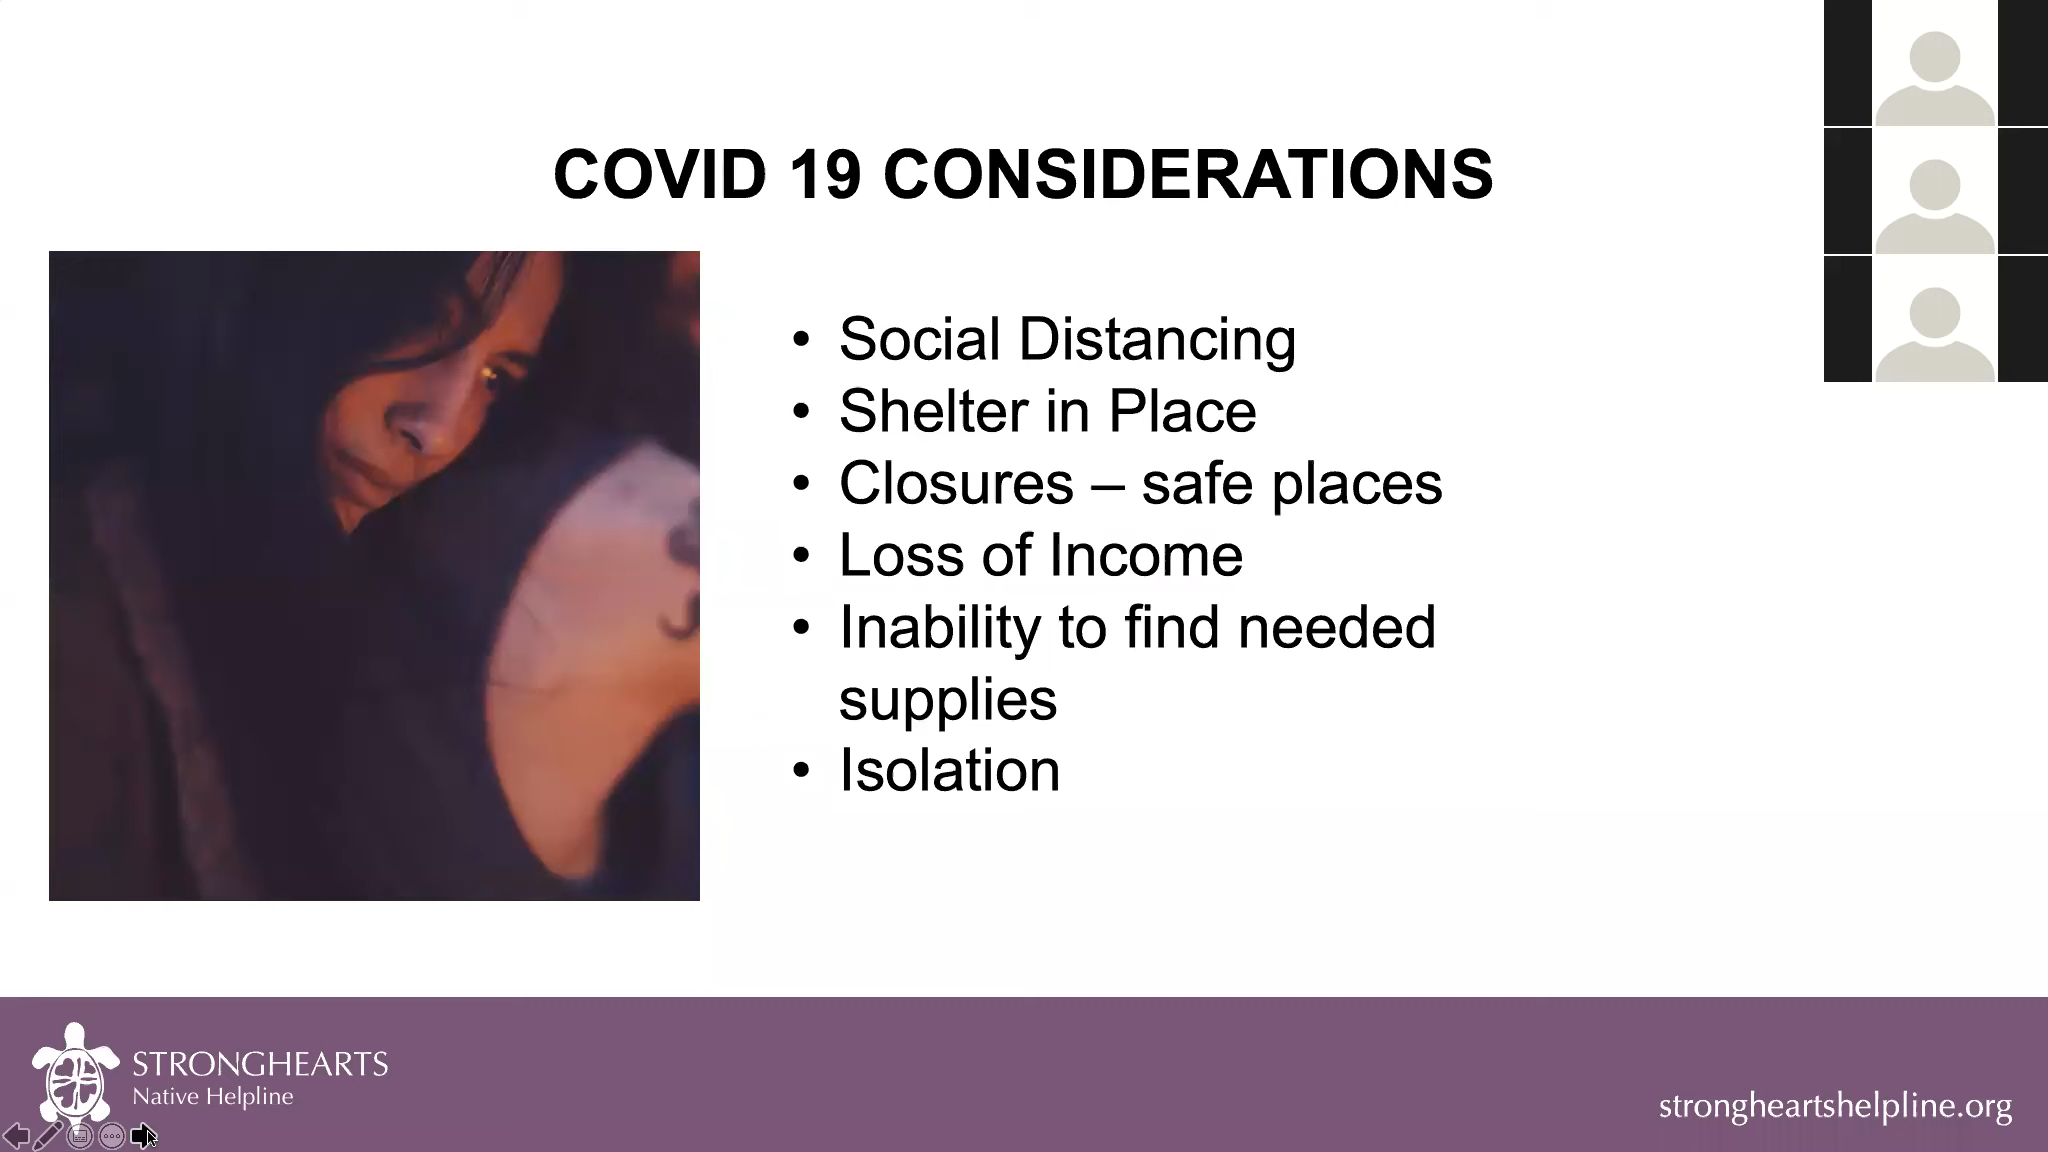 COVID 19 CONSIDERATIONS
• Social Distancing
• Shelter in Place
• Closures – safe places
• Loss of Income
• Inability to find needed
supplies
• Isolation
STRONGHEARTS
Native Helpline
strongheartshelpline.org